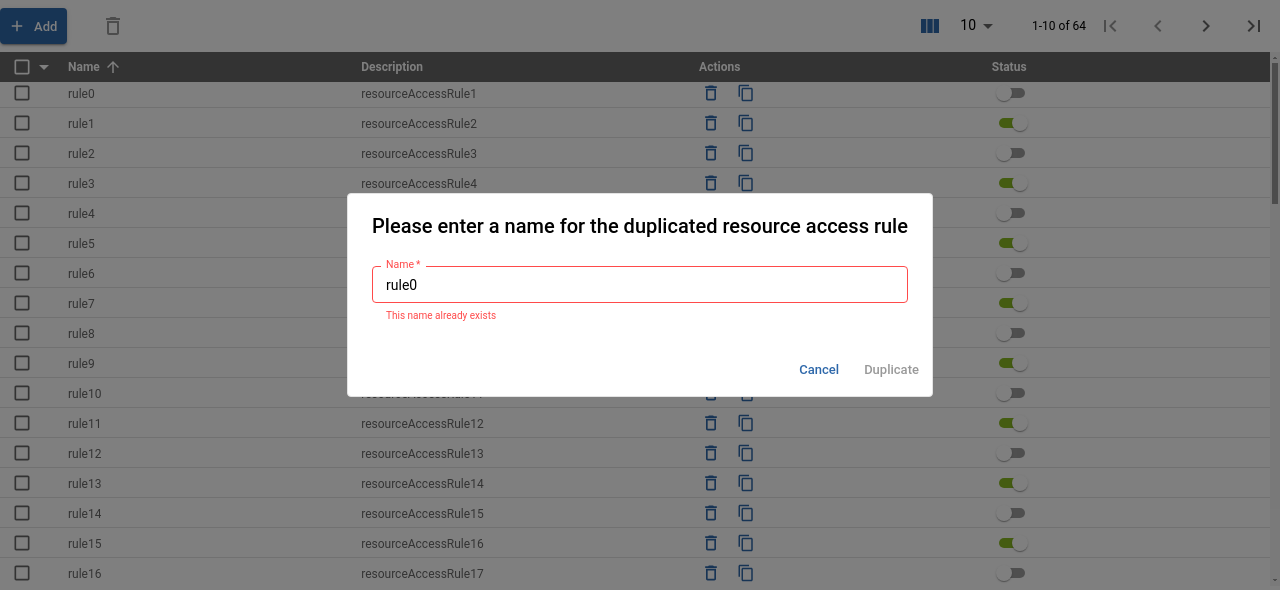 Add
10
1-10 of 64
Name Description Actions Status
rule0 resourceAccessRule1
rule1 resourceAccessRule2
rule2 resourceAccessRule3
rule3 resourceAccessRule4
rule4
rule5
rule6
rule7
rule8
rule9
rule10
rule11 resourceAccessRule12
rule12 resourceAccessRule13
rule13 resourceAccessRule14
rule14 resourceAccessRule15
rule15 resourceAccessRule16
rule16 resourceAccessRule17
Please enter a name for the duplicated resource access rule
Name *
rule0
This name already exists
Cancel Duplicate